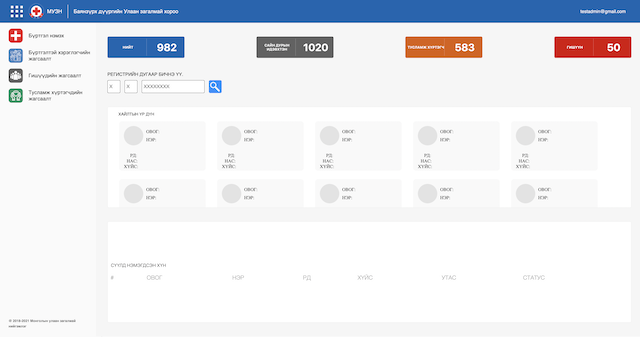 МУЗН Баянзүрх дүүргийн Улаан загалмай хороо testadmin@gmail.com
Бүртгэл нэмэх
Бүртгэлтэй хэрэглэгчийн
жагсаалт
Гишүүдийн жагсаалт
Тусламж хүртэгчдийн
жагсаалт
НИЙТ 982
САЙН ДУРЫН
ИДЭВХТЭН 1020
ТУСЛАМЖ ХҮРТЭГЧ 583
ГИШҮҮН 50
РЕГИСТРИЙН ДУГААР БИЧНЭ ҮҮ.
X X XXXXXXXX
ХАЙЛТЫН ҮР ДҮН
ОВОГ: ОВОГ: ОВОГ: ОВОГ: ОВОГ:
НЭР: НЭР: НЭР: НЭР: НЭР:
РД: РД: РД: РД: РД:
НАС: НАС: НАС: НАС: НАС:
ХҮЙС: ХҮЙС: ХҮЙС: ХҮЙС: ХҮЙС:
ОВОГ: ОВОГ: ОВОГ: ОВОГ: ОВОГ:
НЭР: НЭР: НЭР: НЭР: НЭР:
СҮҮЛД НЭМЭГДСЭН ХҮН
# ОВОГ НЭР РД ХҮЙС УТАС СТАТУС
© 2019-2021 Монголын улаан загалмай
нийгэмлэг